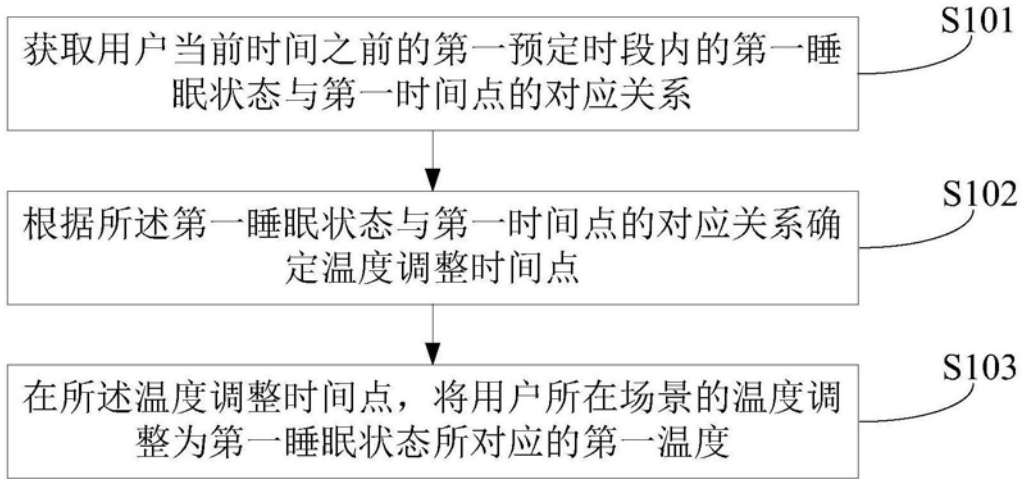 获取用户当前时间之前的第一预定时段内的第一睡
眠状态与第一时间点的对应关系
S101
根据所述第一睡眠状态与第一时间点的对应关系确
定温度调整时间点
S102
在所述温度调整时间点，将用户所在场景的温度调
整为第一睡眠状态所对应的第一温度
S103